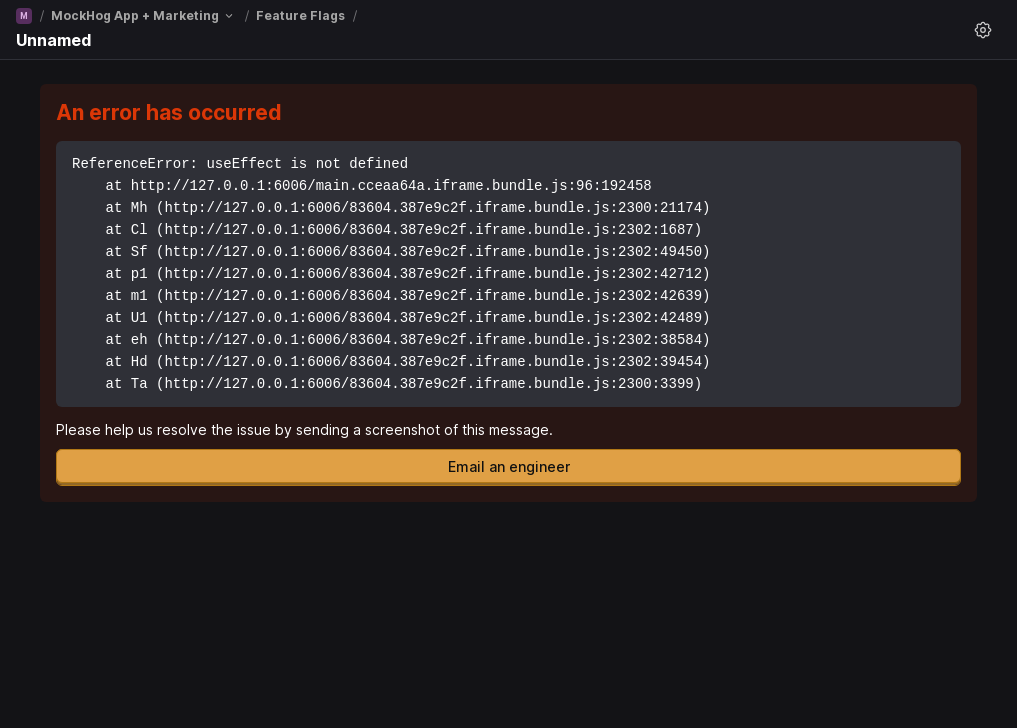 M / MockHog App + Marketing / Feature Flags /
Unnamed
An error has occurred
ReferenceError: useEffect is not defined
    at http://127.0.0.1:6006/main.cceaa64a.iframe.bundle.js:96:192458
    at Mh (http://127.0.0.1:6006/83604.387e9c2f.iframe.bundle.js:2300:21174)
    at Cl (http://127.0.0.1:6006/83604.387e9c2f.iframe.bundle.js:2302:1687)
    at Sf (http://127.0.0.1:6006/83604.387e9c2f.iframe.bundle.js:2302:49450)
    at p1 (http://127.0.0.1:6006/83604.387e9c2f.iframe.bundle.js:2302:42712)
    at m1 (http://127.0.0.1:6006/83604.387e9c2f.iframe.bundle.js:2302:42639)
    at U1 (http://127.0.0.1:6006/83604.387e9c2f.iframe.bundle.js:2302:42489)
    at eh (http://127.0.0.1:6006/83604.387e9c2f.iframe.bundle.js:2302:38584)
    at Hd (http://127.0.0.1:6006/83604.387e9c2f.iframe.bundle.js:2302:39454)
    at Ta (http://127.0.0.1:6006/83604.387e9c2f.iframe.bundle.js:2300:3399)
Please help us resolve the issue by sending a screenshot of this message.
Email an engineer